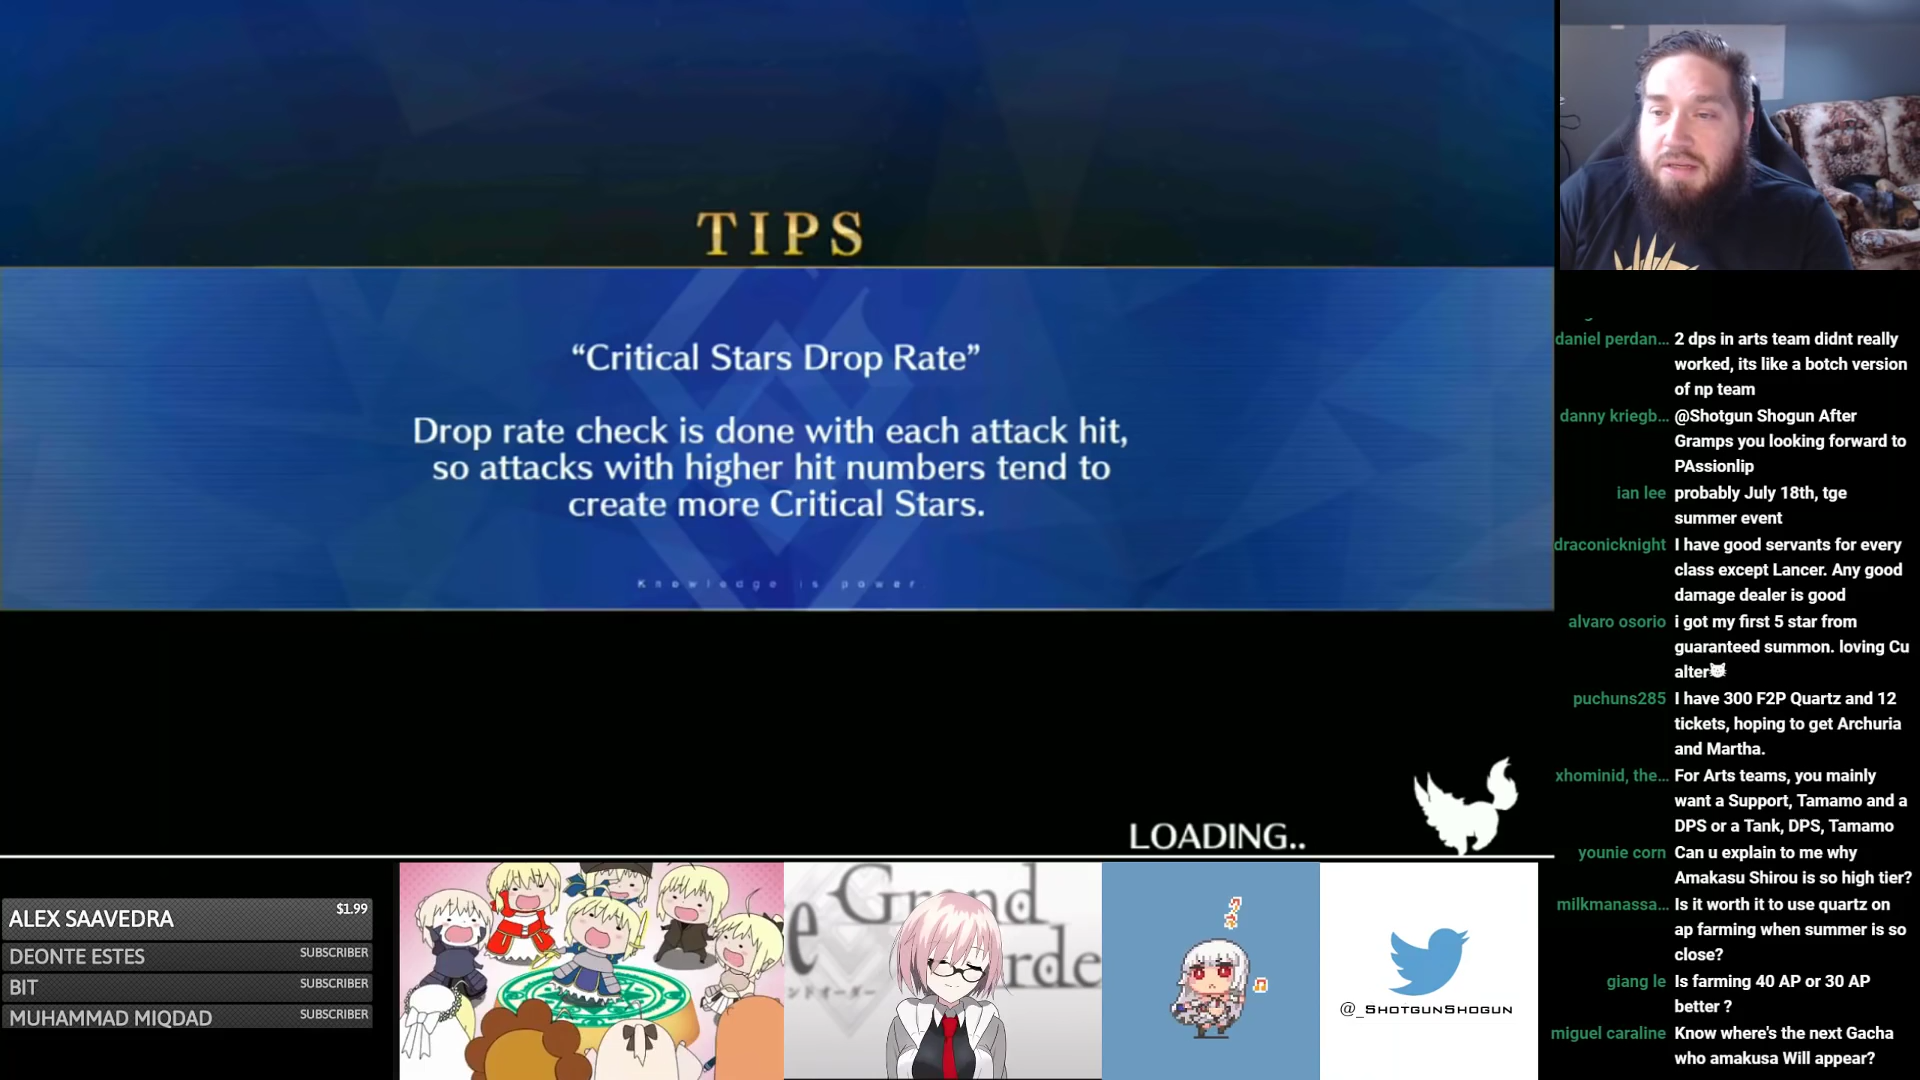 TIPS
“Critical Stars Drop Rate”
Drop rate check is done with each attack hit,
so attacks with higher hit numbers tend to
create more Critical Stars.
Knowledge is power
LOADING..
daniel perdan... 2 dps in arts team didnt really
worked, its like a botch version
of np team
danny kriegb... @Shotgun Shogun After
Gramps you looking forward to
PAssionlip
ian lee probably July 18th, tge
summer event
draconicknight I have good servants for every
class except Lancer. Any good
damage dealer is good
alvaro osorio i got my first 5 star from
guaranteed summon. loving Cu
alter
puchuns285 I have 300 F2P Quartz and 12
tickets, hoping to get Archuria
and Martha.
xhominid, the... For Arts teams, you mainly
want a Support, Tamamo and a
DPS or a Tank, DPS, Tamamo
younie corn Can u explain to me why
Amakasu Shirou is so high tier?
milkmanassa... Is it worth it to use quartz on
ap farming when summer is so
close?
giang le Is farming 40 AP or 30 AP
better ?
miguel caraline Know where's the next Gacha
who amakusa Will appear?
ALEX SAAVEDRA $1.99
DEONTE ESTES SUBSCRIBER
BIT SUBSCRIBER
MUHAMMAD MIQDAD SUBSCRIBER
Grand
rde
ンドオーダー
@_SHOTGUNSHOGUN